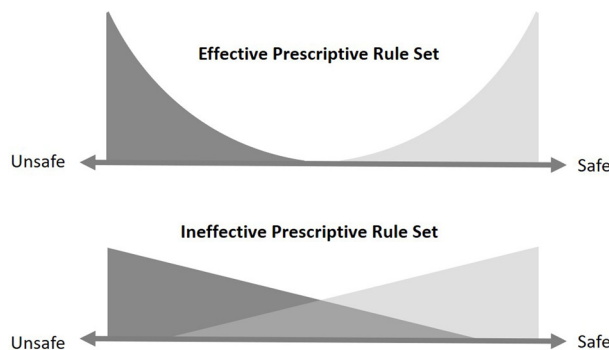 Effective Prescriptive Rule Set
Unsafe
Safe
Ineffective Prescriptive Rule Set
Unsafe
Safe